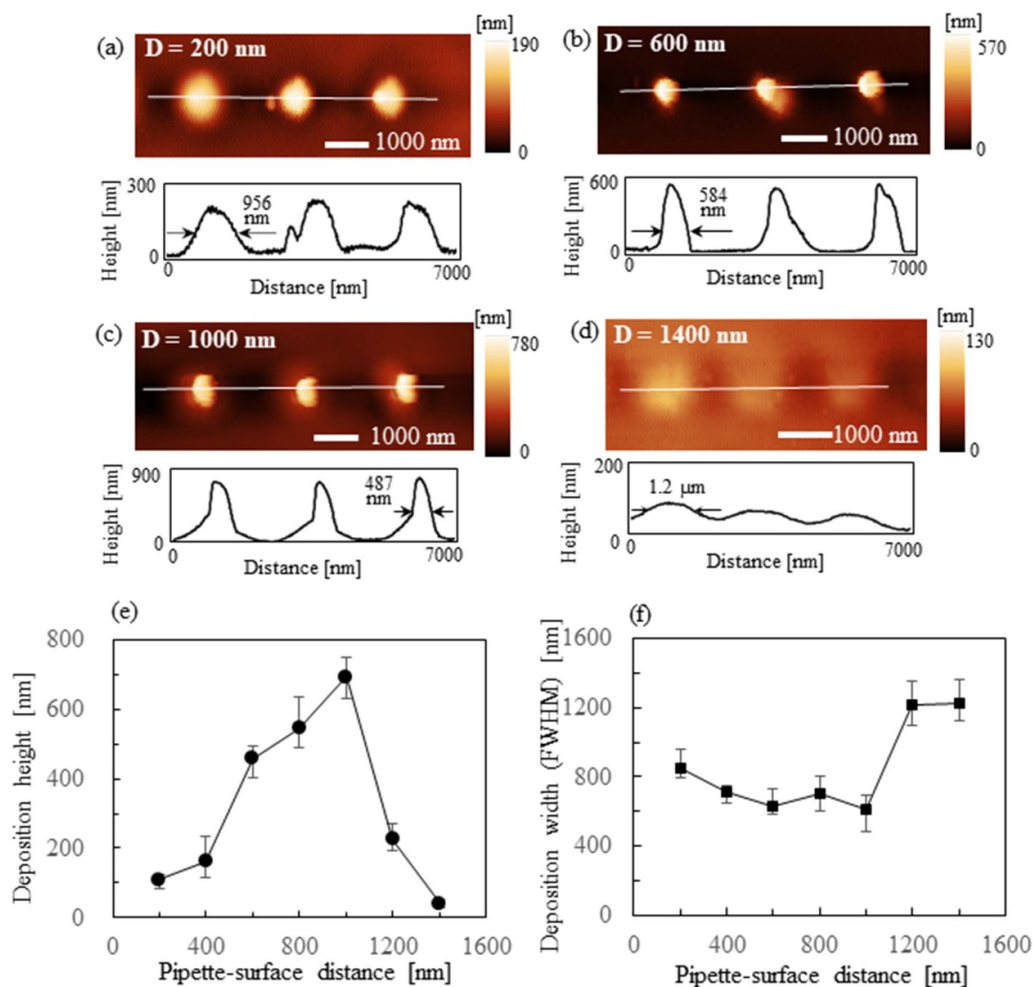 (a)
D = 200 nm
1000 nm
[nm]
190
0
Height [nm]
300
0
956
nm
0
7000
Distance [nm]
(b)
D = 600 nm
1000 nm
[nm]
570
0
Height [nm]
600
0
584
nm
0
7000
Distance [nm]
(c)
D = 1000 nm
1000 nm
[nm]
780
0
Height [nm]
900
0
487
nm
0
7000
Distance [nm]
(d)
D = 1400 nm
1000 nm
[nm]
130
0
Height [nm]
200
0
1.2 μm
0
7000
Distance [nm]
(e)
Deposition height [nm]
800
600
400
200
0
0 400 800 1200 1600
Pipette-surface distance [nm]
(f)
Deposition width (FWHM) [nm]
1600
1200
800
400
0
0 400 800 1200 1600
Pipette-surface distance [nm]